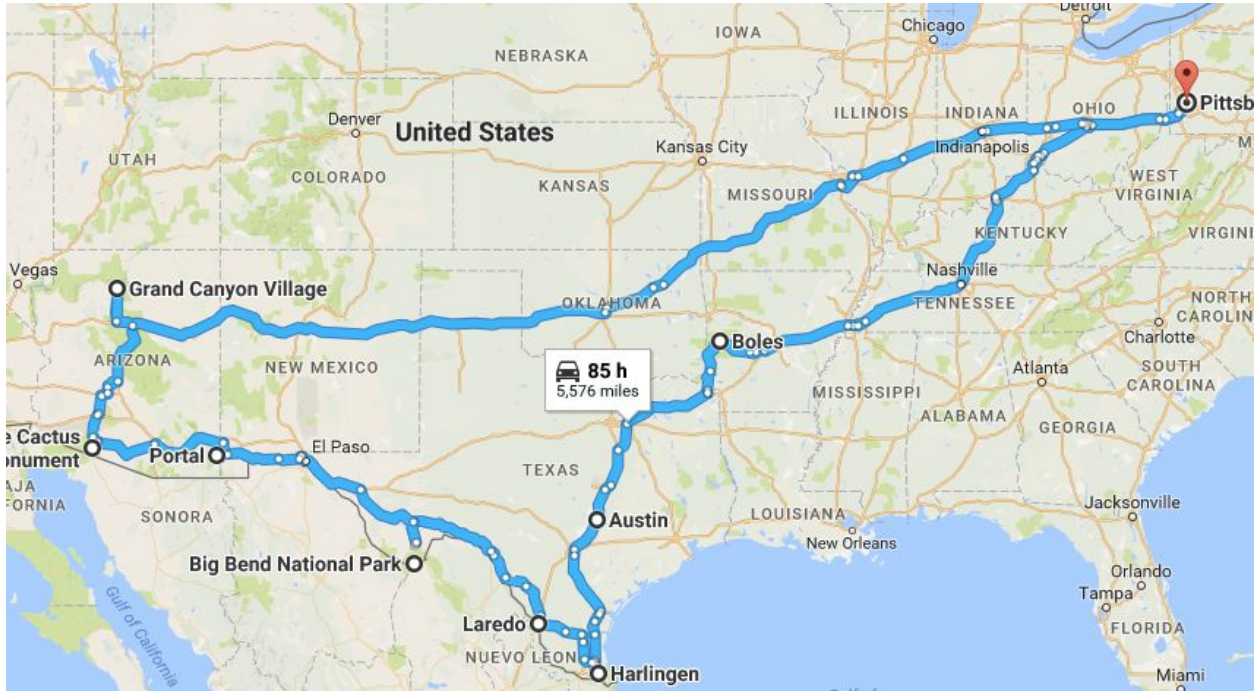 Detroit
Chicago
IOWA
NEBRASKA
Pittsb
OHIO
ILLINOIS
INDIANA
Denver
United States
Indianapolis
Kansas City
UTAH
COLORADO
KANSAS
MISSOURI
WEST
VIRGINIA
VIRGINI
KENTUCKY
Vegas
Grand Canyon Village
Nashville
OKLAHOMA
TENNESSEE
NORTH
CAROLIN
Boles
Charlotte
ARIZONA
NEW MEXICO
85 h
5,576 miles
Atlanta
SOUTH
CAROLINA
MISSISSIPPI
ALABAMA
GEORGIA
e Cactus
onument
Portal
El Paso
TEXAS
AJA
FORNIA
SONORA
Austin
LOUISIANA
Jacksonville
New Orleans
Big Bend National Park
Orlando
Tampa
Gulf of California
Laredo
FLORIDA
NUEVO LEON
Harlingen
Miami